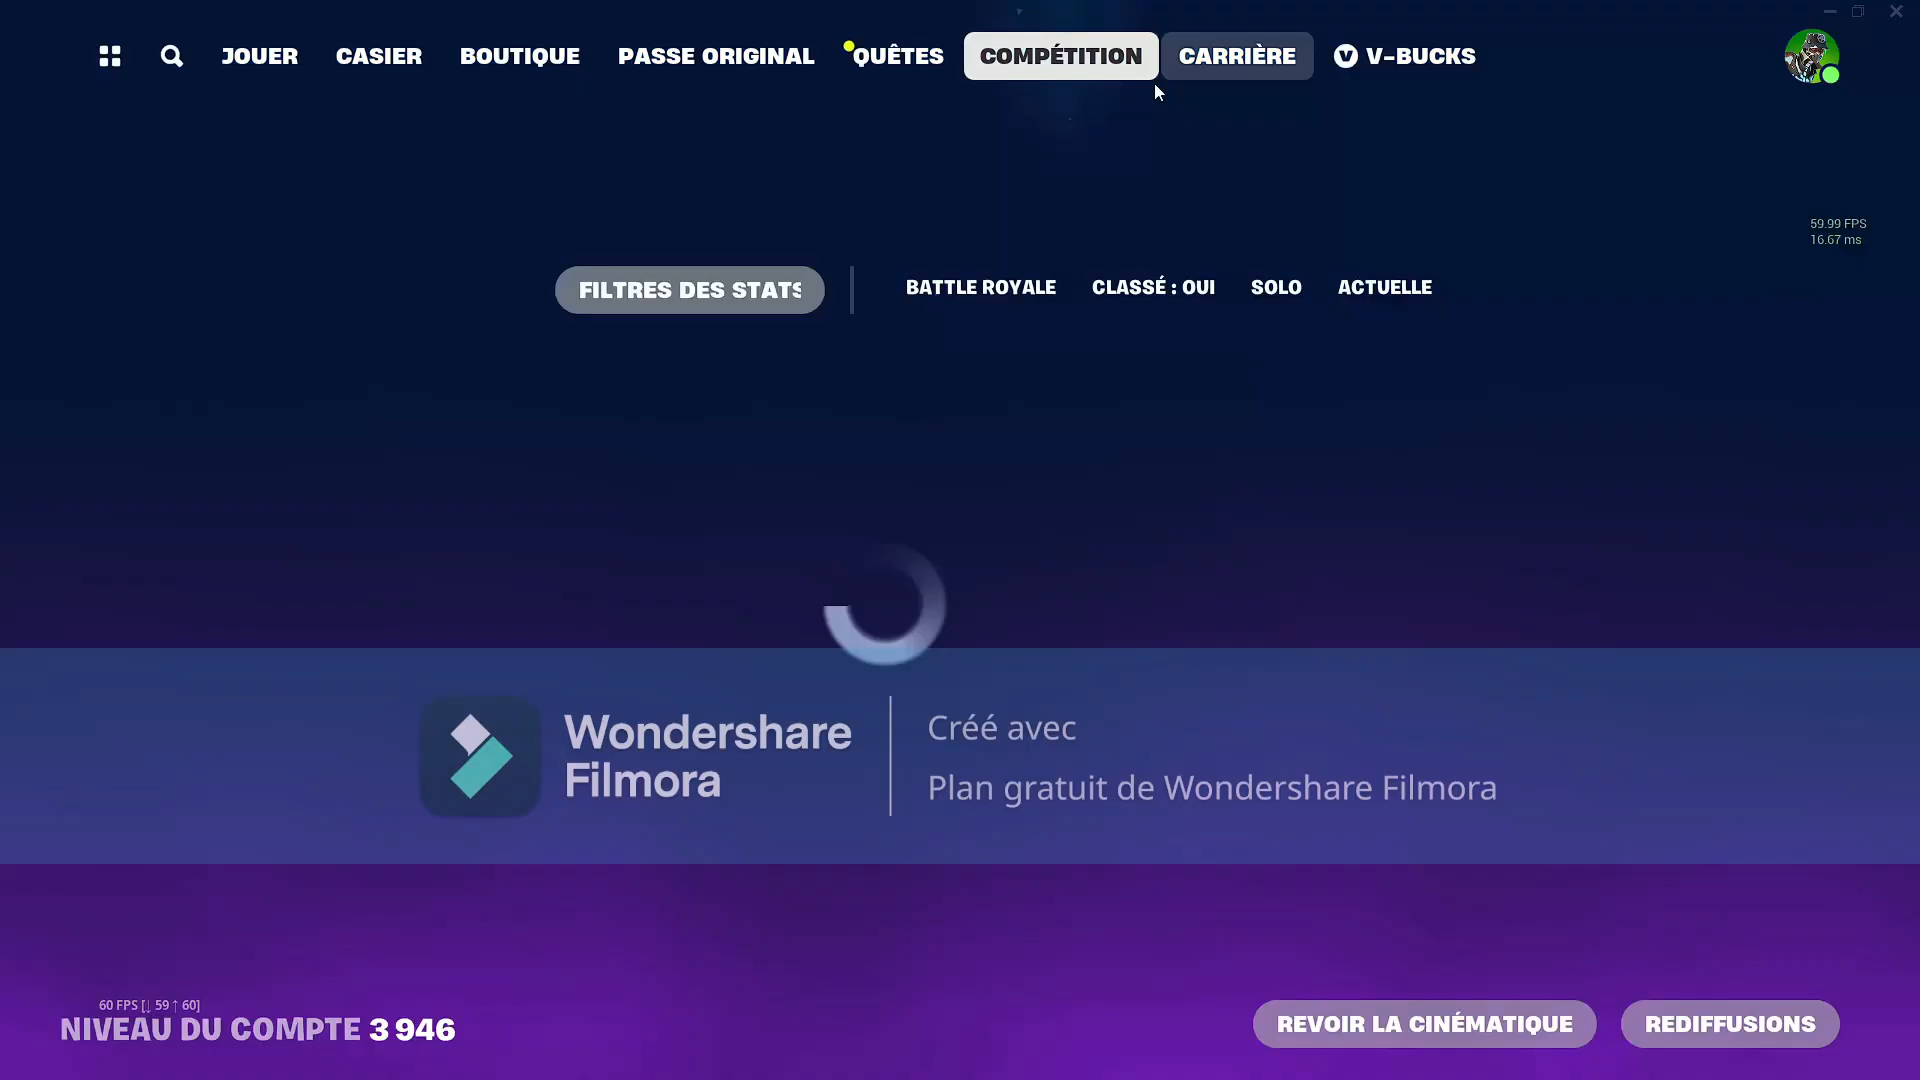 JOUER CASIER BOUTIQUE PASSE ORIGINAL QUÊTES COMPÉTITION CARRIÈRE V-BUCKS
59.99 FPS
16.67 ms
FILTRES DES STATS BATTLE ROYALE CLASSÉ : OUI SOLO ACTUELLE
Wondershare
Filmora
Créé avec
Plan gratuit de Wondershare Filmora
60 FPS [↓ 59 ↑ 60]
NIVEAU DU COMPTE 3 946
REVOIR LA CINÉMATIQUE REDIFFUSIONS